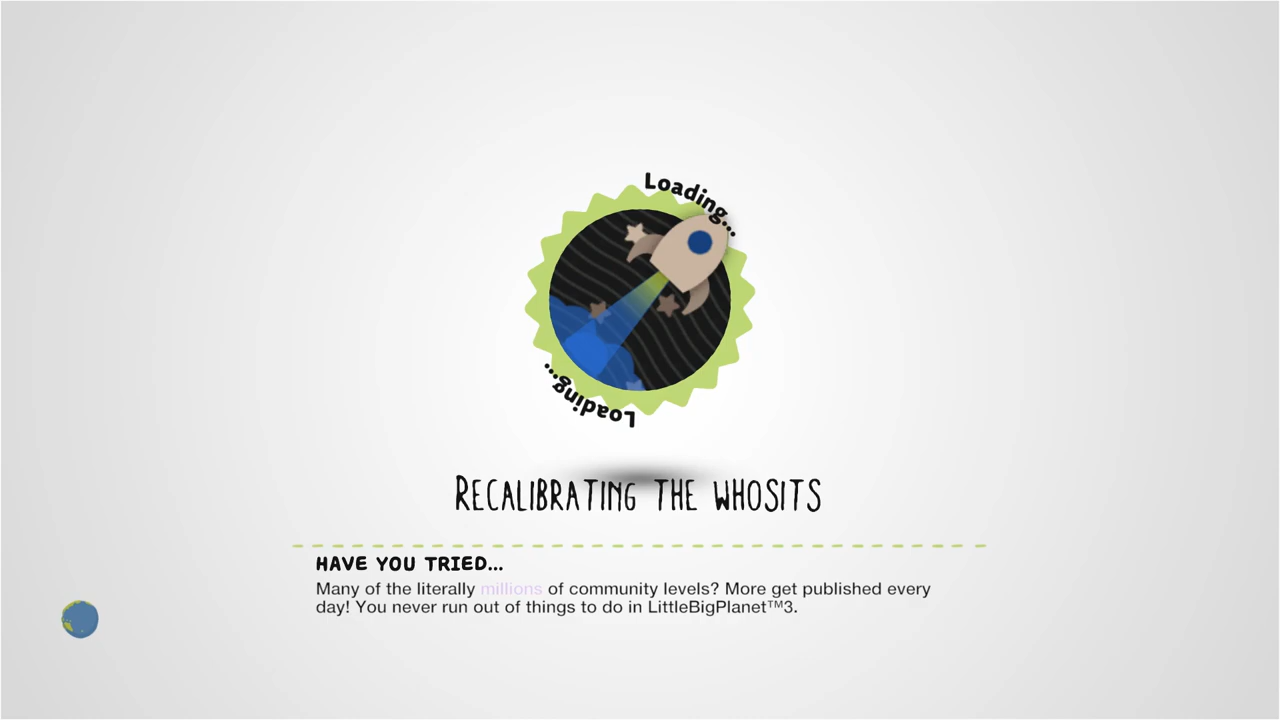 Loading...
Loading...
Recalibrating the whosits
HAVE YOU TRIED...
Many of the literally millions of community levels? More get published every
day! You never run out of things to do in LittleBigPlanet™3.